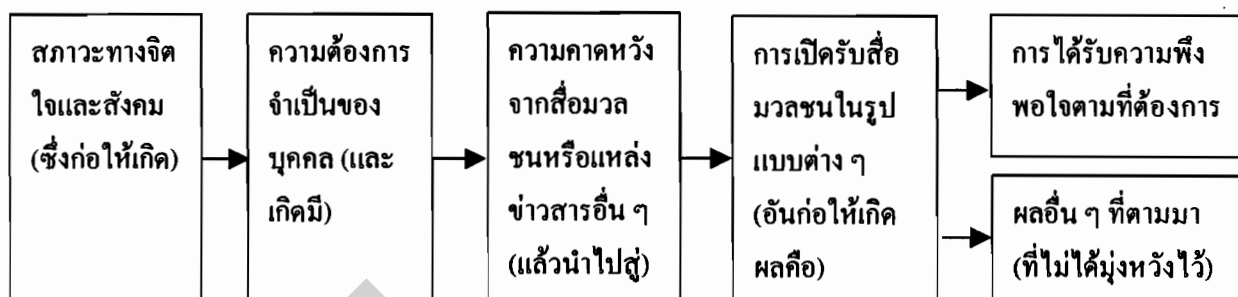 สภาวะทางจิต
ใจและสังคม
(ซึ่งก่อให้เกิด)
ความต้องการ
จำเป็นของ
บุคคล (และ
เกิดมี)
ความคาดหวัง
จากสื่อมวล
ชนหรือแหล่ง
ข่าวสารอื่น ๆ
(แล้วนำไปสู่)
การเปิดรับสื่อ
มวลชนในรูป
แบบต่าง ๆ
(อันก่อให้เกิด
ผลคือ)
การได้รับความพึง
พอใจตามที่ต้องการ
ผลอื่น ๆ ที่ตามมา
(ที่ไม่ได้มุ่งหวังไว้)